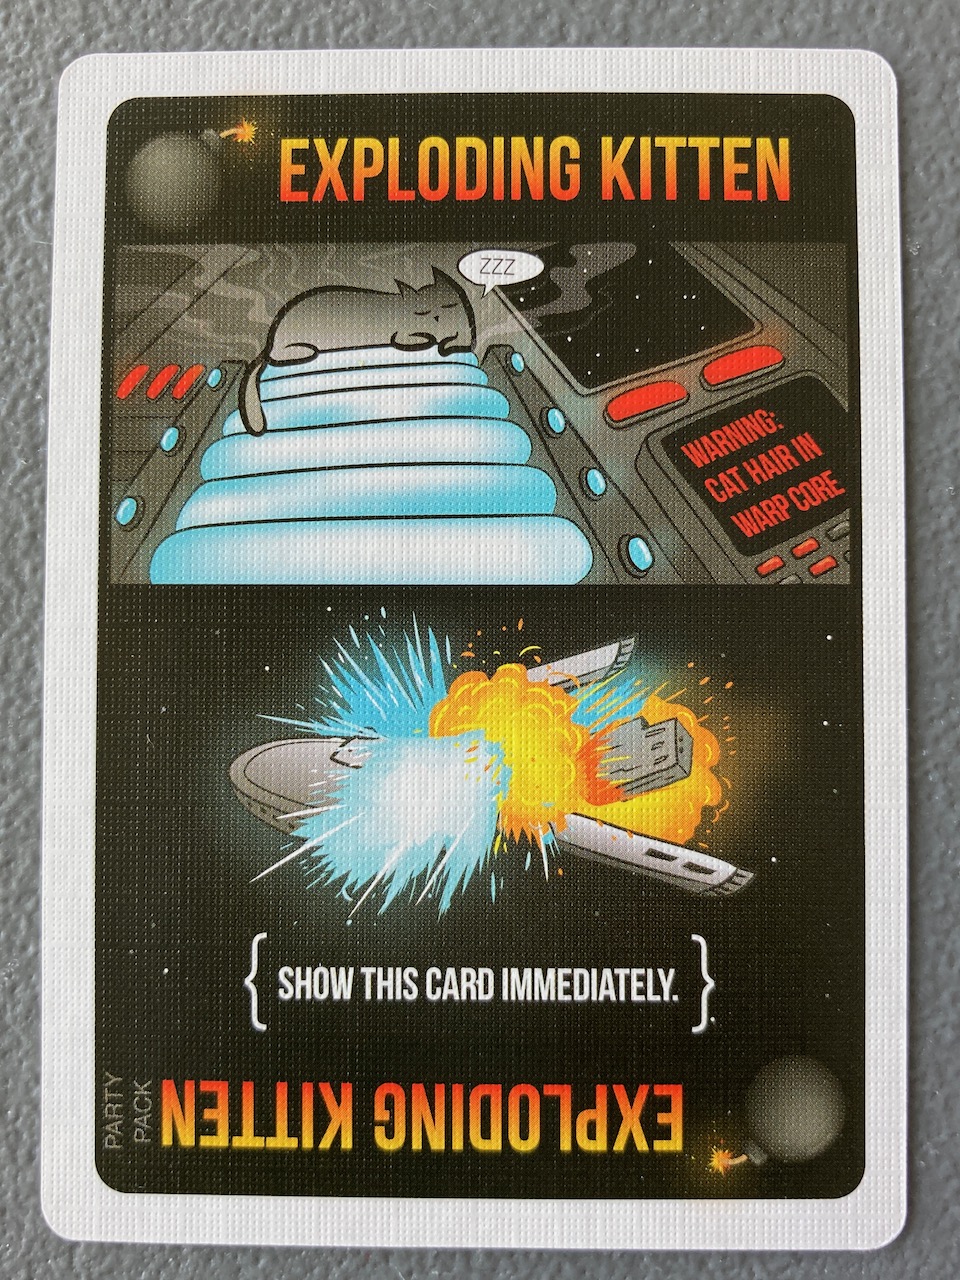 EXPLODING KITTEN
ZZZ
WARNING:
CAT HAIR IN
WARP CORE
SHOW THIS CARD IMMEDIATELY.
PARTY
PACK
EXPLODING KITTEN